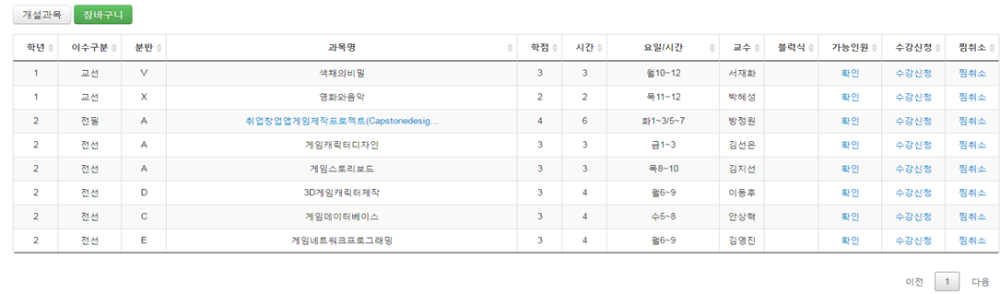 개설과목 장바구니
학년 이수구분 분반 과목명 학점 시간 요일/시간 교수 블럭식 가능인원 수강신청 찜취소
1 교선 V 색채의비밀 3 3 월10~12 서재화 확인 수강신청 찜취소
1 교선 X 영화와음악 2 2 목11~12 박혜성 확인 수강신청 찜취소
2 전필 A 취업창업앱게임제작프로젝트(Capstonedesig... 4 6 화1~3/5~7 방정원 확인 수강신청 찜취소
2 전선 A 게임캐릭터디자인 3 3 금1~3 김선은 확인 수강신청 찜취소
2 전선 A 게임스토리보드 3 3 목8~10 김지선 확인 수강신청 찜취소
2 전선 D 3D게임캐릭터제작 3 4 월6~9 이동후 확인 수강신청 찜취소
2 전선 C 게임데이터베이스 3 4 수5~8 안상혁 확인 수강신청 찜취소
2 전선 E 게임네트워크프로그래밍 3 4 월6~9 김영진 확인 수강신청 찜취소
이전 1 다음